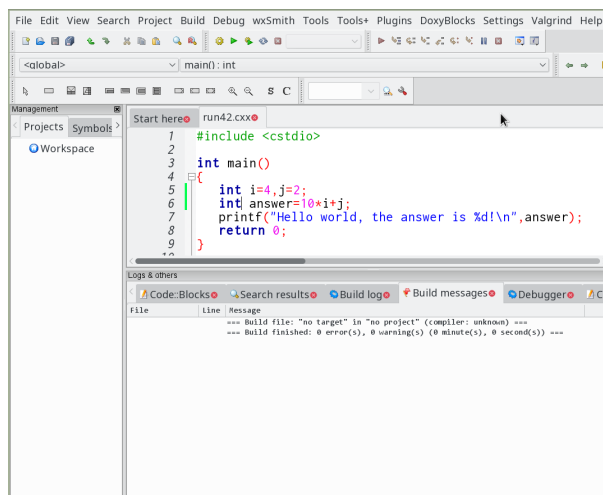 File Edit View Search Project Build Debug wxSmith Tools Tools+ Plugins DoxyBlocks Settings Valgrind Help
<global> main() : int
S C
Management
Projects Symbols
Workspace
Start here run42.cxx
1 #include <cstdio>
2
3 int main()
4 {
5 int i=4,j=2;
6 int answer=10*i+j;
7 printf("Hello world, the answer is %d!\n",answer);
8 return 0;
9 }
10
Logs & others
Code::Blocks Search results Build log Build messages Debugger C
File Line Message
=== Build file: "no target" in "no project" (compiler: unknown) ===
=== Build finished: 0 error(s), 0 warning(s) (0 minute(s), 0 second(s)) ===